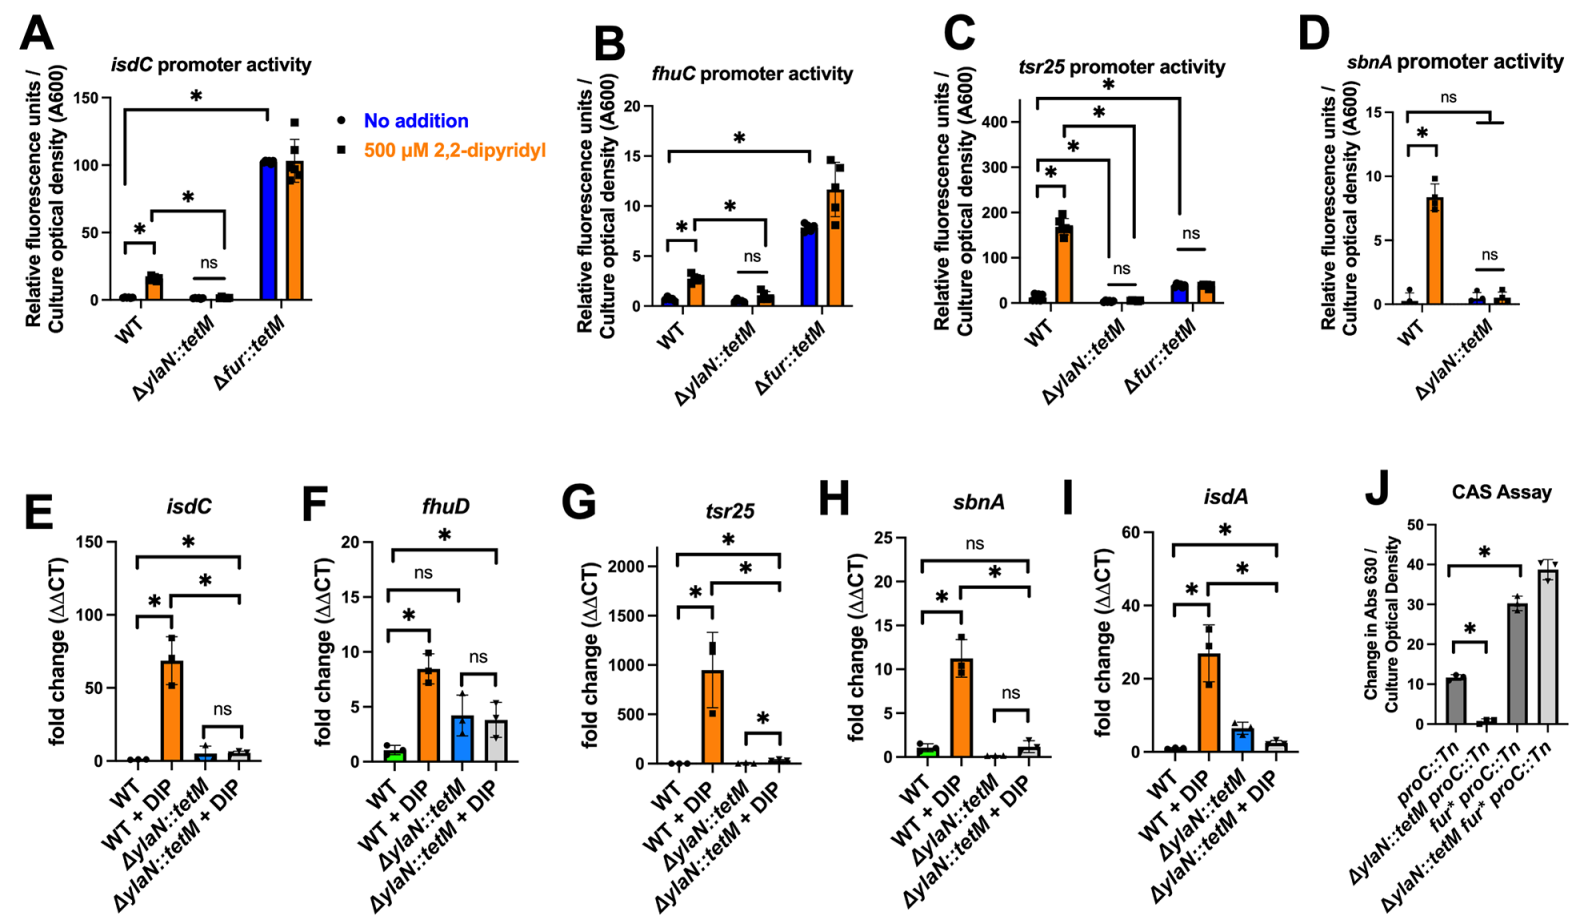 A
isdC promoter activity
Relative fluorescence units /
Culture optical density (A600)
150
100
50
0
*
*
*
ns
WT
ΔylaN::tetM
Δfur::tetM
No addition
500 μM 2,2-dipyridyl
B
fhuC promoter activity
Relative fluorescence units /
Culture optical density (A600)
20
15
10
5
0
*
*
*
ns
WT
ΔylaN::tetM
Δfur::tetM
C
tsr25 promoter activity
Relative fluorescence units /
Culture optical density (A600)
400
300
200
100
0
*
*
*
*
ns
ns
WT
ΔylaN::tetM
Δfur::tetM
D
sbnA promoter activity
Relative fluorescence units /
Culture optical density (A600)
15
10
5
0
ns
*
ns
WT
ΔylaN::tetM
E
isdC
fold change (ΔΔCT)
150
100
50
0
*
*
*
ns
WT
WT + DIP
ΔylaN::tetM
ΔylaN::tetM + DIP
F
fhuD
fold change (ΔΔCT)
20
15
10
5
0
*
ns
*
ns
WT
WT + DIP
ΔylaN::tetM
ΔylaN::tetM + DIP
G
tsr25
fold change (ΔΔCT)
2000
1500
1000
500
0
*
*
*
*
WT
WT + DIP
ΔylaN::tetM
ΔylaN::tetM + DIP
H
sbnA
fold change (ΔΔCT)
25
20
15
10
5
0
ns
*
*
ns
WT
WT + DIP
ΔylaN::tetM
ΔylaN::tetM + DIP
I
isdA
fold change (ΔΔCT)
60
40
20
0
*
*
*
WT
WT + DIP
ΔylaN::tetM
ΔylaN::tetM + DIP
J
CAS Assay
Change in Abs 630 /
Culture Optical Density
50
40
30
20
10
0
*
*
proC::Tn
ΔylaN::tetM proC::Tn
fur* proC::Tn
ΔylaN::tetM fur* proC::Tn